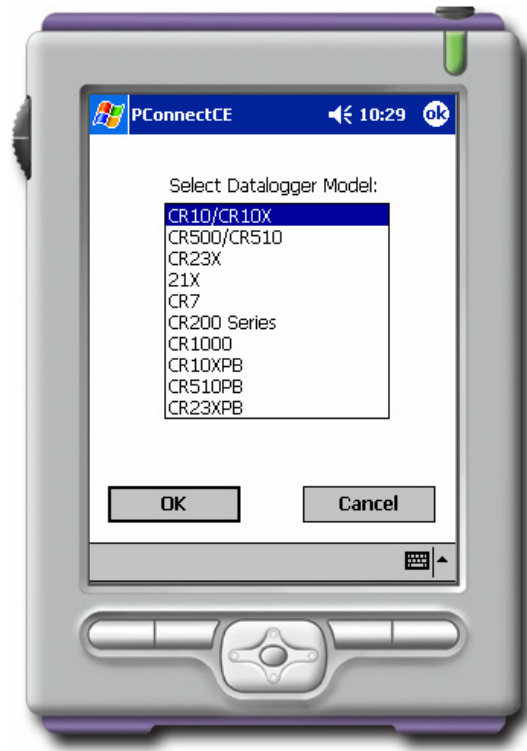 PConnectCE 10:29 ok
Select Datalogger Model:
CR10/CR10X
CR500/CR510
CR23X
21X
CR7
CR200 Series
CR1000
CR10XPB
CR510PB
CR23XPB
OK Cancel